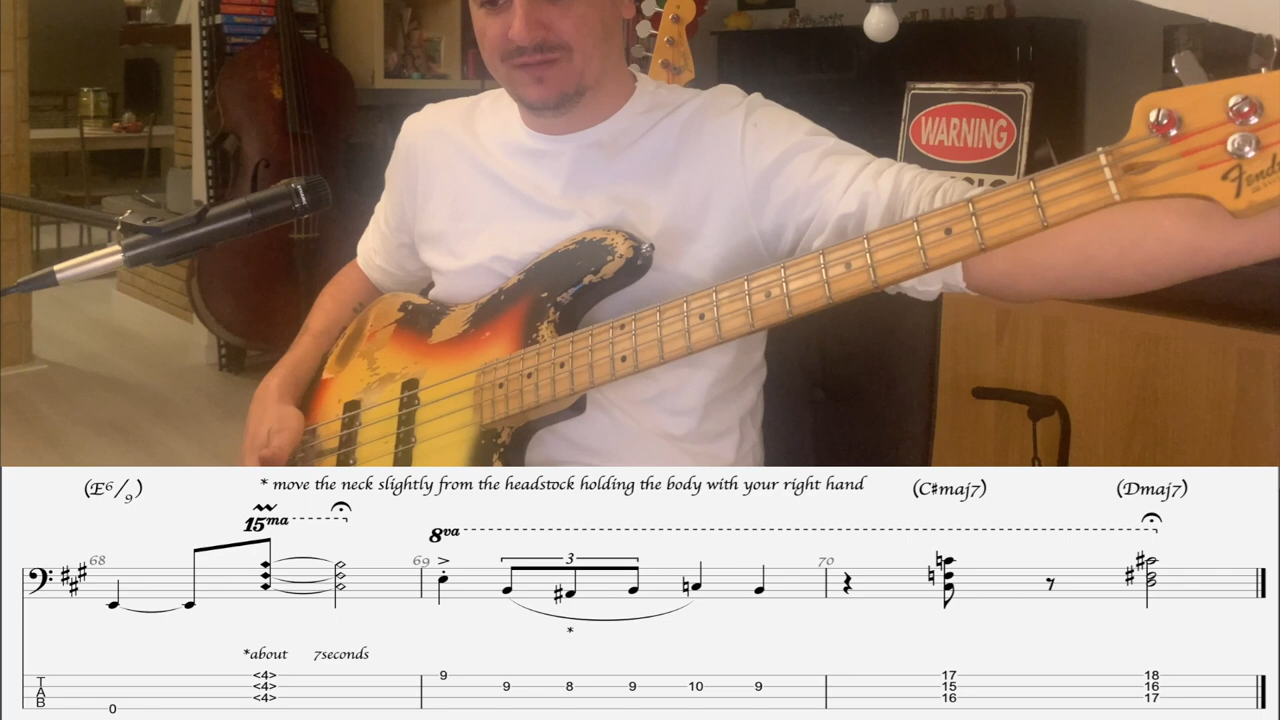 WARNING
Fender
(E6/9)
* move the neck slightly from the headstock holding the body with your right hand
(C#maj7)
(Dmaj7)
15ma
8va
68
69
3
70
*
*about 7seconds
T
A
B
<4>
<4>
<4>
0
9
9 8 9 10 9
17
15
16
18
16
17